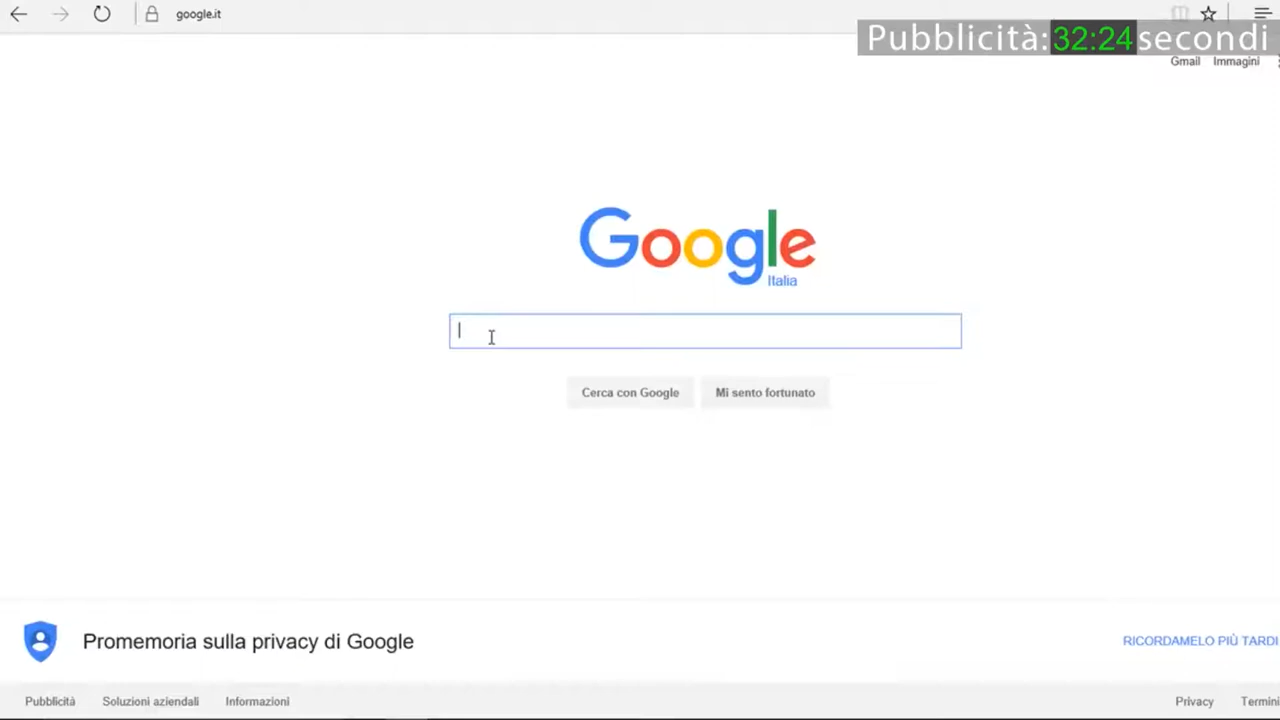 google.it
Pubblicità:32:24secondi
Gmail Immagini
Google
Italia
Cerca con Google Mi sento fortunato
Promemoria sulla privacy di Google RICORDAMELO PIÙ TARDI
Pubblicità Soluzioni aziendali Informazioni Privacy Termini